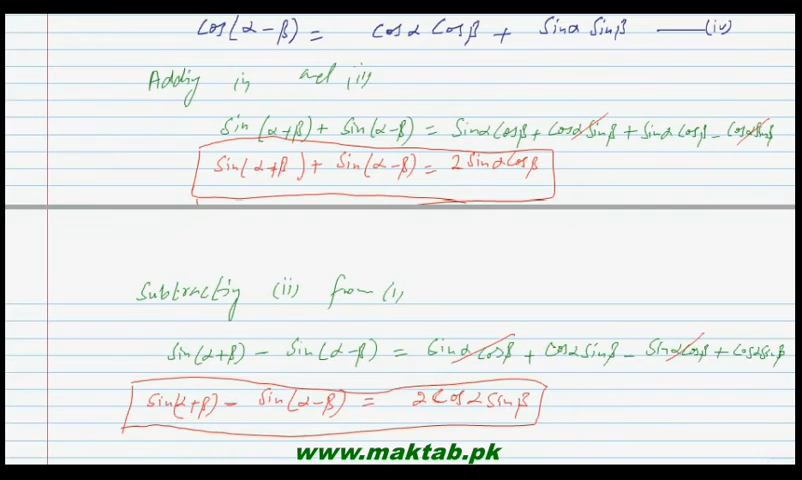 Cos(α-β) = Cosα Cosβ + Sinα Sinβ —— (iv)
Adding (i) and (ii)
Sin(α+β) + Sin(α-β) = Sinα Cosβ + Cosα Sinβ + Sinα Cosβ - Cosα Sinβ
Sin(α+β) + Sin(α-β) = 2 Sinα Cosβ
Subtracting (ii) from (i)
Sin(α+β) - Sin(α-β) = Sinα Cosβ + Cosα Sinβ - Sinα Cosβ + Cosα Sinβ
Sin(α+β) - Sin(α-β) = 2 Cosα Sinβ
www.maktab.pk